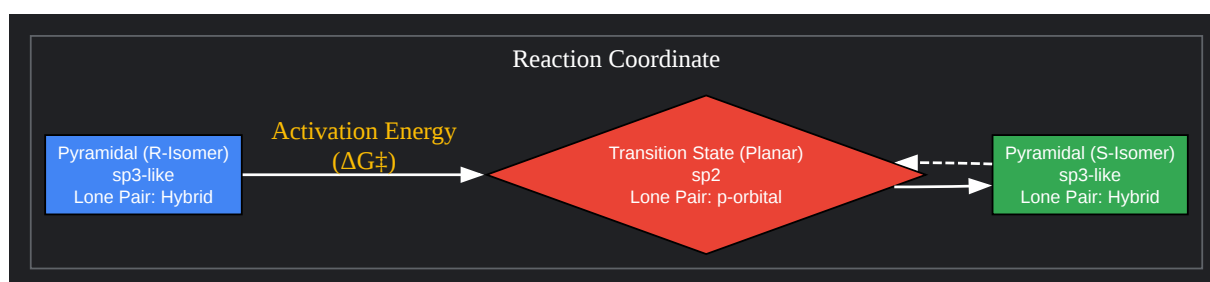 Reaction Coordinate
Activation Energy
(ΔG‡)
Pyramidal (R-Isomer)
sp3-like
Lone Pair: Hybrid
Transition State (Planar)
sp2
Lone Pair: p-orbital
Pyramidal (S-Isomer)
sp3-like
Lone Pair: Hybrid